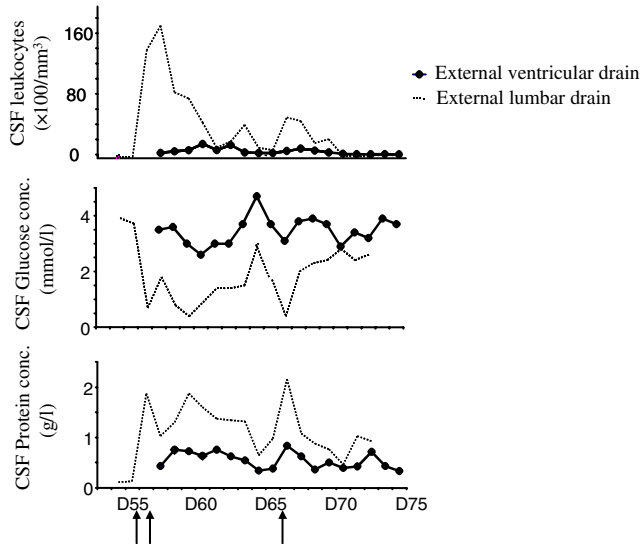 CSF leukocytes
(×100/mm³)
160
80
0
External ventricular drain
External lumbar drain
CSF Glucose conc.
(mmol/l)
4
2
0
CSF Protein conc.
(g/l)
2
1
0
D55 D60 D65 D70 D75